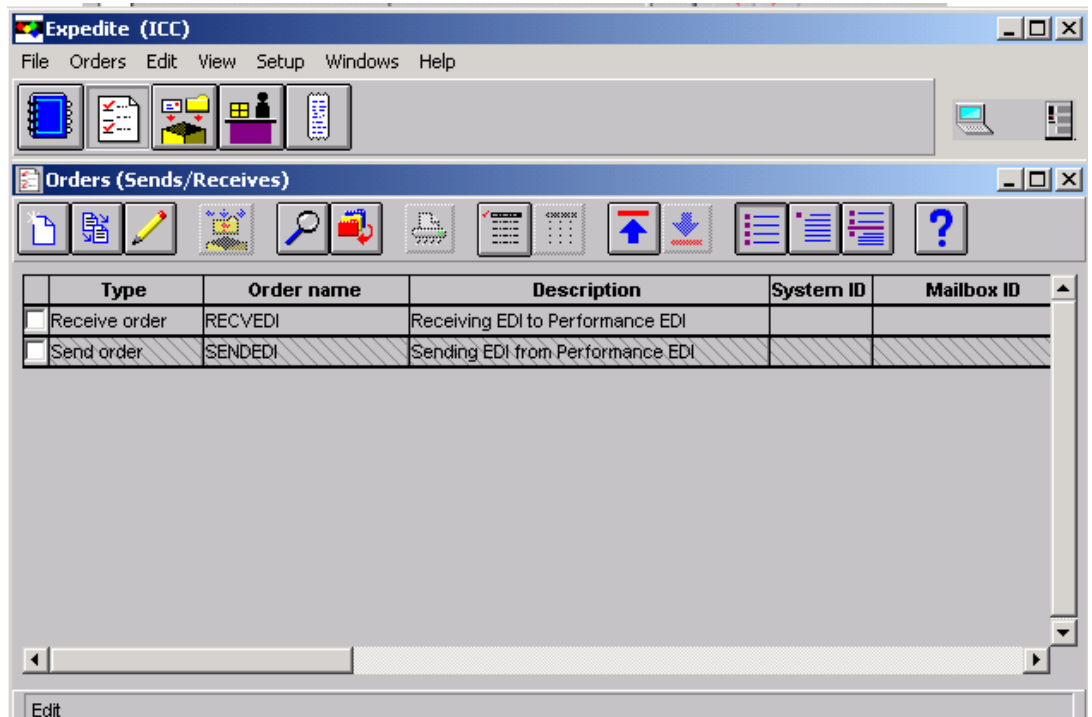 Expedite (ICC)
File Orders Edit View Setup Windows Help
Orders (Sends/Receives)
?
Type Order name Description System ID Mailbox ID
Receive order RECVEDI Receiving EDI to Performance EDI
Send order SENDEDI Sending EDI from Performance EDI
Edit